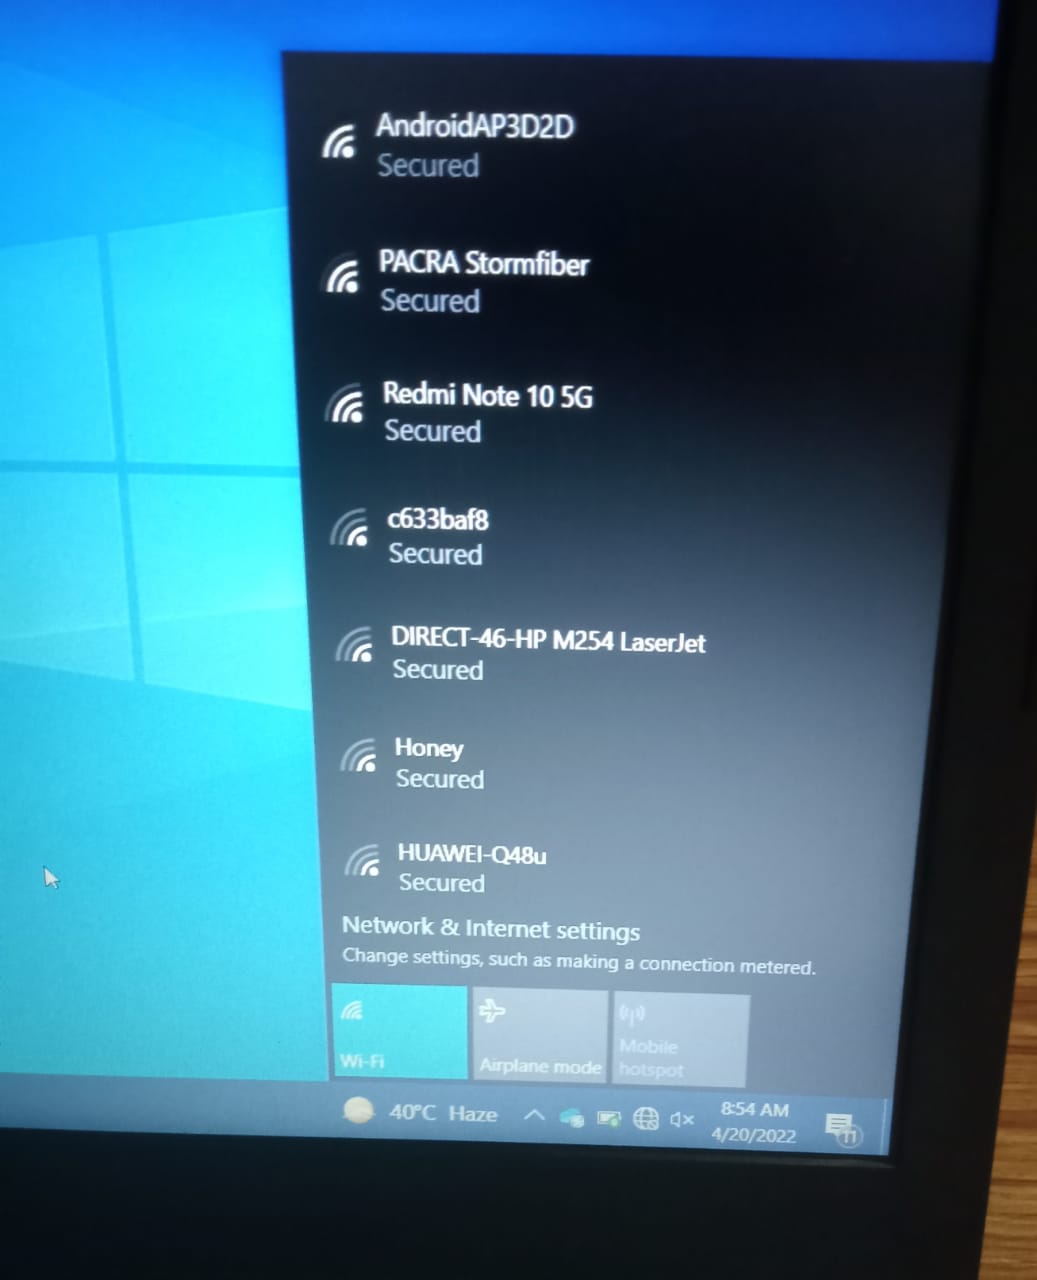 AndroidAP3D2D
Secured
PACRA Stormfiber
Secured
Redmi Note 10 5G
Secured
c633baf8
Secured
DIRECT-46-HP M254 LaserJet
Secured
Honey
Secured
HUAWEI-Q48u
Secured
Network & Internet settings
Change settings, such as making a connection metered.
Wi-Fi
Airplane mode
Mobile
hotspot
40°C Haze
8:54 AM
4/20/2022
11